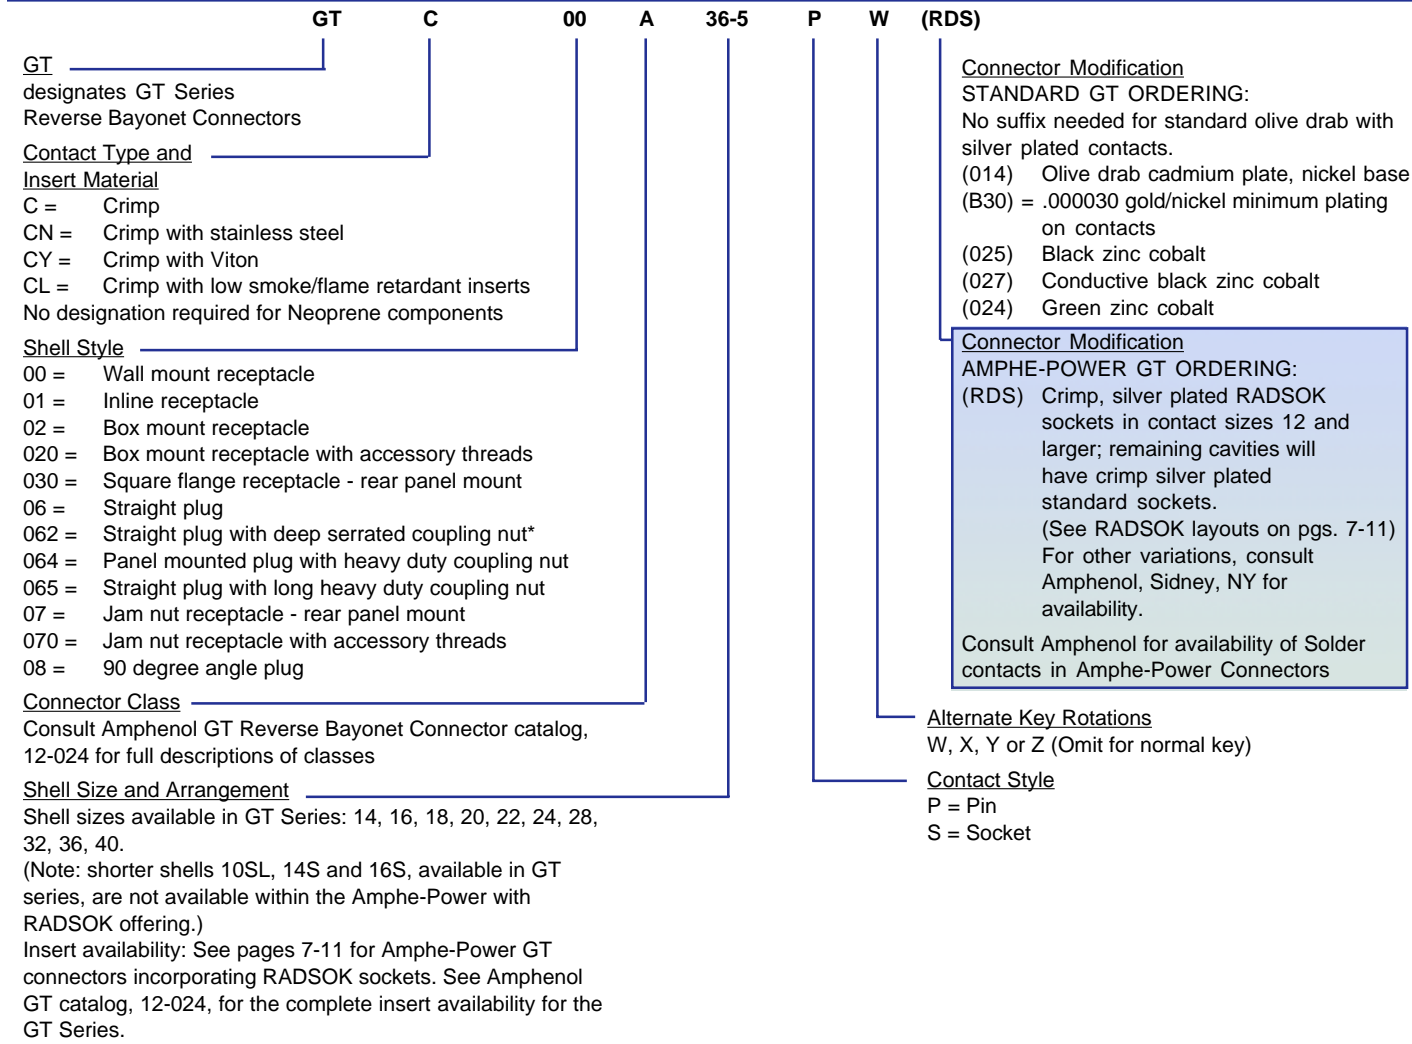 GT C 00 A 36-5 P W (RDS)
GT
designates GT Series
Reverse Bayonet Connectors
Contact Type and
Insert Material
C = Crimp
CN = Crimp with stainless steel
CY = Crimp with Viton
CL = Crimp with low smoke/flame retardant inserts
No designation required for Neoprene components
Shell Style
00 = Wall mount receptacle
01 = Inline receptacle
02 = Box mount receptacle
020 = Box mount receptacle with accessory threads
030 = Square flange receptacle - rear panel mount
06 = Straight plug
062 = Straight plug with deep serrated coupling nut*
064 = Panel mounted plug with heavy duty coupling nut
065 = Straight plug with long heavy duty coupling nut
07 = Jam nut receptacle - rear panel mount
070 = Jam nut receptacle with accessory threads
08 = 90 degree angle plug
Connector Class
Consult Amphenol GT Reverse Bayonet Connector catalog,
12-024 for full descriptions of classes
Shell Size and Arrangement
Shell sizes available in GT Series: 14, 16, 18, 20, 22, 24, 28,
32, 36, 40.
(Note: shorter shells 10SL, 14S and 16S, available in GT
series, are not available within the Amphe-Power with
RADSOK offering.)
Insert availability: See pages 7-11 for Amphe-Power GT
connectors incorporating RADSOK sockets. See Amphenol
GT catalog, 12-024, for the complete insert availability for the
GT Series.
Connector Modification
STANDARD GT ORDERING:
No suffix needed for standard olive drab with
silver plated contacts.
(014) Olive drab cadmium plate, nickel base
(B30) = .000030 gold/nickel minimum plating
on contacts
(025) Black zinc cobalt
(027) Conductive black zinc cobalt
(024) Green zinc cobalt
Connector Modification
AMPHE-POWER GT ORDERING:
(RDS) Crimp, silver plated RADSOK
sockets in contact sizes 12 and
larger; remaining cavities will
have crimp silver plated
standard sockets.
(See RADSOK layouts on pgs. 7-11)
For other variations, consult
Amphenol, Sidney, NY for
availability.
Consult Amphenol for availability of Solder
contacts in Amphe-Power Connectors
Alternate Key Rotations
W, X, Y or Z (Omit for normal key)
Contact Style
P = Pin
S = Socket